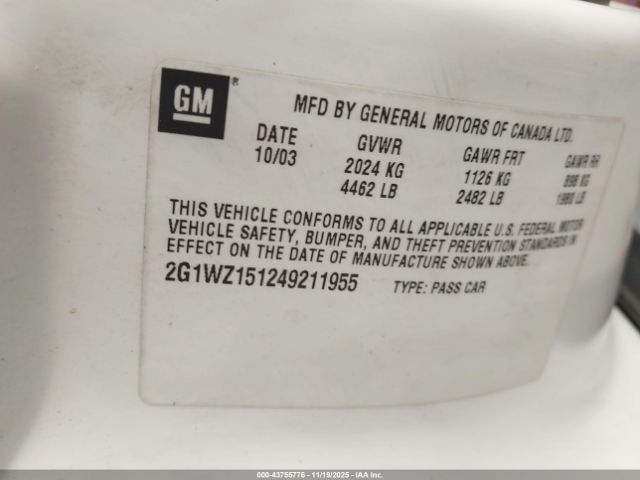 GM®
MFD BY GENERAL MOTORS OF CANADA LTD.
DATE GVWR GAWR FRT GAWR RR
10/03 2024 KG 1126 KG 898 KG
4462 LB 2482 LB 1980 LB
THIS VEHICLE CONFORMS TO ALL APPLICABLE U.S. FEDERAL MOTOR
VEHICLE SAFETY, BUMPER, AND THEFT PREVENTION STANDARDS IN
EFFECT ON THE DATE OF MANUFACTURE SHOWN ABOVE.
2G1WZ151249211955 TYPE: PASS CAR
000-43755776 - 11/19/2025 - IAA Inc.